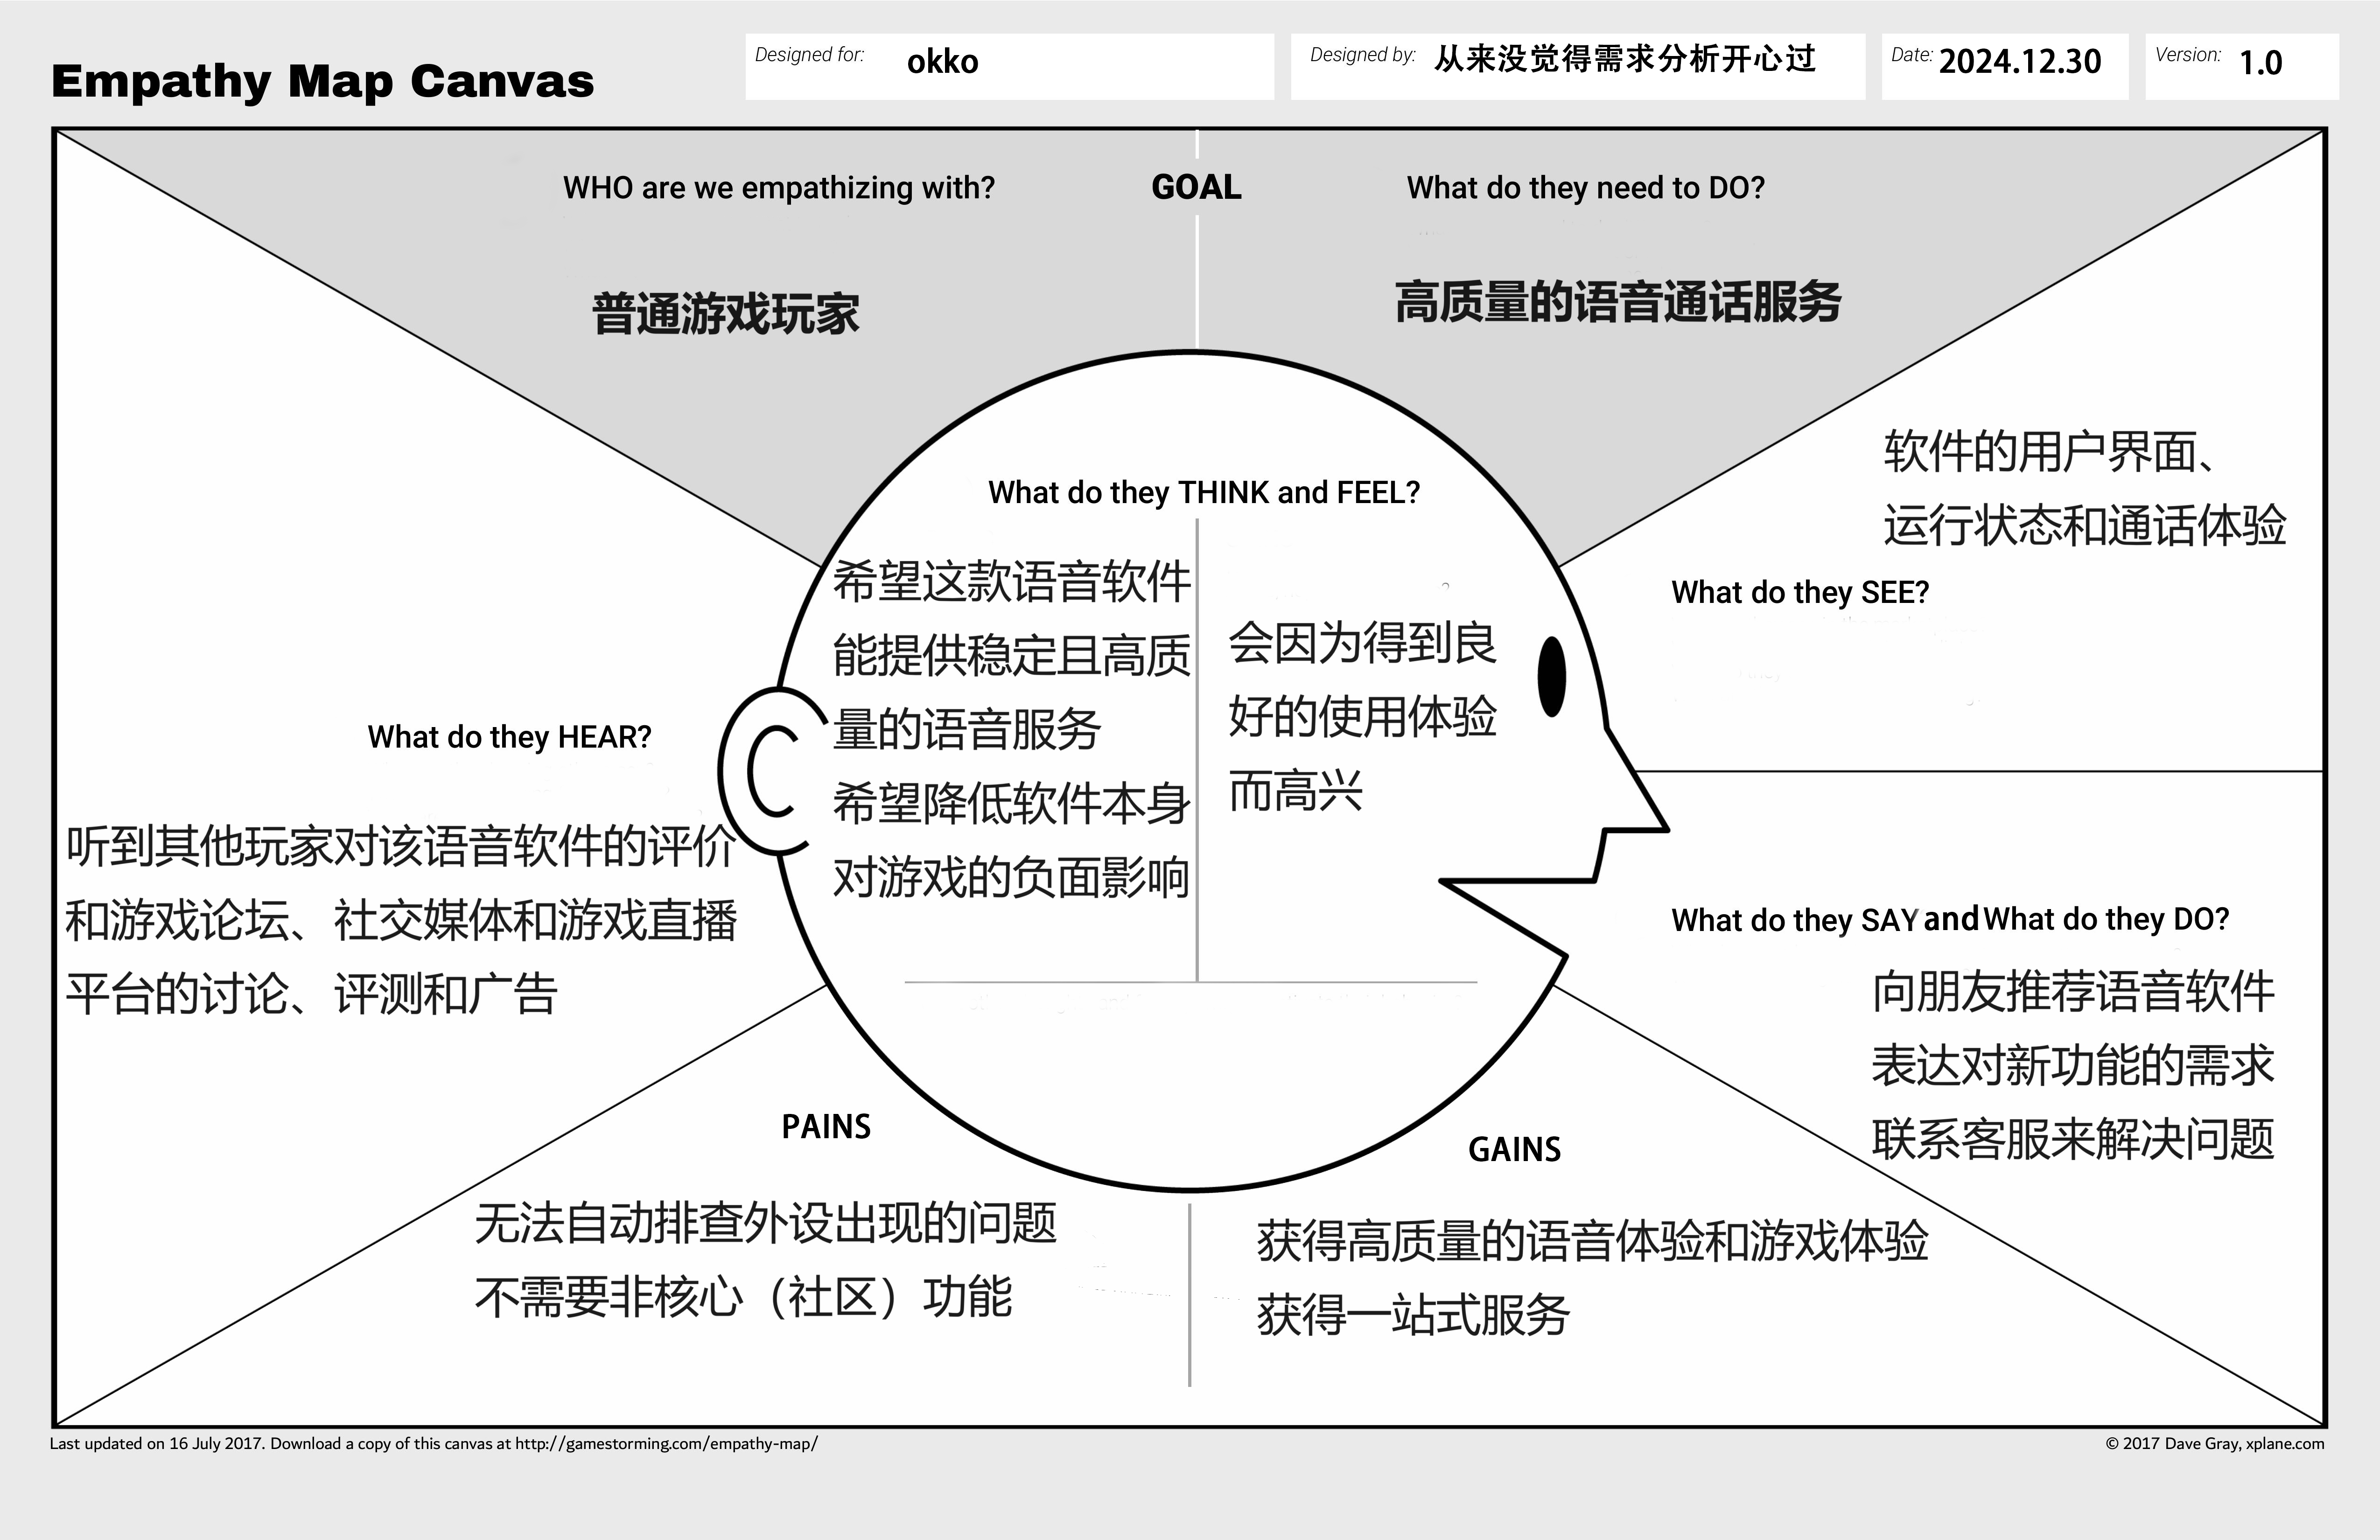 Empathy Map Canvas
Designed for: okko
Designed by: 从来没觉得需求分析开心过
Date: 2024.12.30
Version: 1.0
WHO are we empathizing with?
GOAL
What do they need to DO?
普通游戏玩家
高质量的语音通话服务
软件的用户界面、
运行状态和通话体验
What do they SEE?
What do they THINK and FEEL?
希望这款语音软件
能提供稳定且高质
量的语音服务
希望降低软件本身
对游戏的负面影响
会因为得到良
好的使用体验
而高兴
What do they HEAR?
听到其他玩家对该语音软件的评价
和游戏论坛、社交媒体和游戏直播
平台的讨论、评测和广告
What do they SAY and What do they DO?
向朋友推荐语音软件
表达对新功能的需求
联系客服来解决问题
PAINS
无法自动排查外设出现的问题
不需要非核心（社区）功能
GAINS
获得高质量的语音体验和游戏体验
获得一站式服务
Last updated on 16 July 2017. Download a copy of this canvas at http://gamestorming.com/empathy-map/
© 2017 Dave Gray, xplane.com